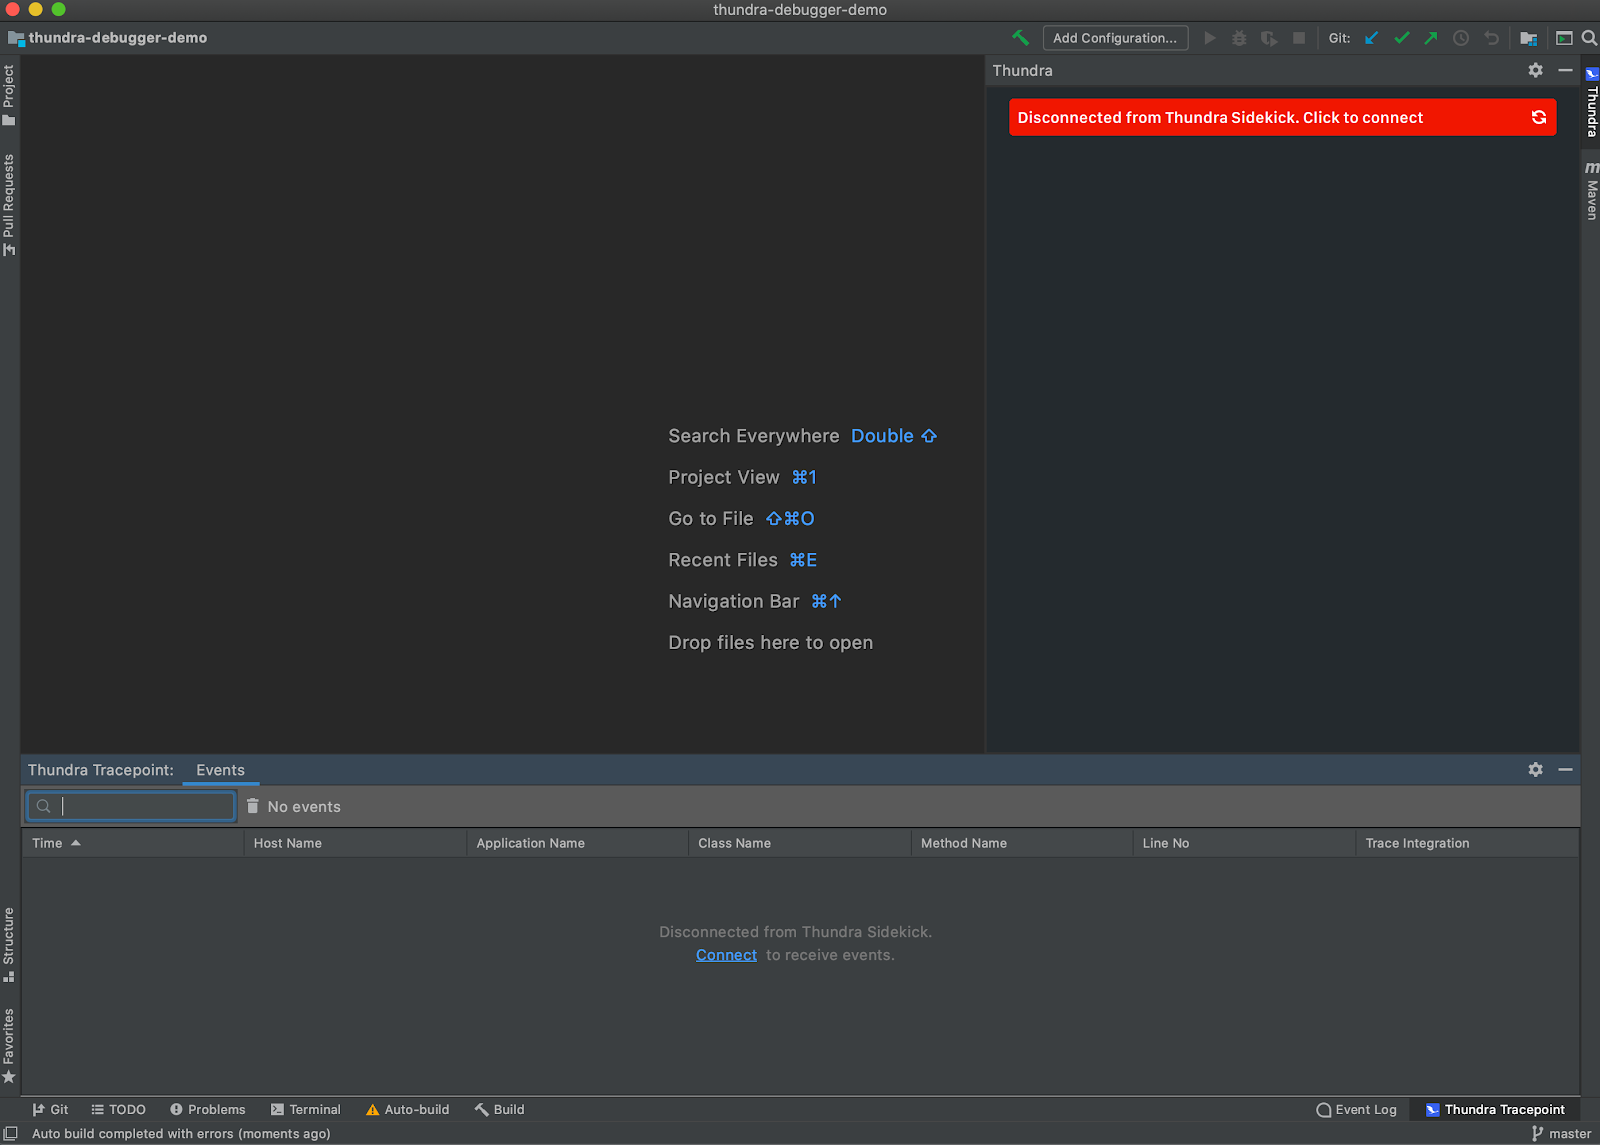 thundra-debugger-demo
thundra-debugger-demo
Add Configuration...
Git:
Project
Pull Requests
Thundra
Disconnected from Thundra Sidekick. Click to connect
Thundra
m
Maven
Search Everywhere Double ⇧
Project View ⌘1
Go to File ⇧⌘O
Recent Files ⌘E
Navigation Bar ⌘↑
Drop files here to open
Thundra Tracepoint: Events
No events
Time Host Name Application Name Class Name Method Name Line No Trace Integration
Disconnected from Thundra Sidekick.
Connect to receive events.
Structure
Favorites
Git TODO Problems Terminal Auto-build Build Event Log Thundra Tracepoint
Auto build completed with errors (moments ago) master